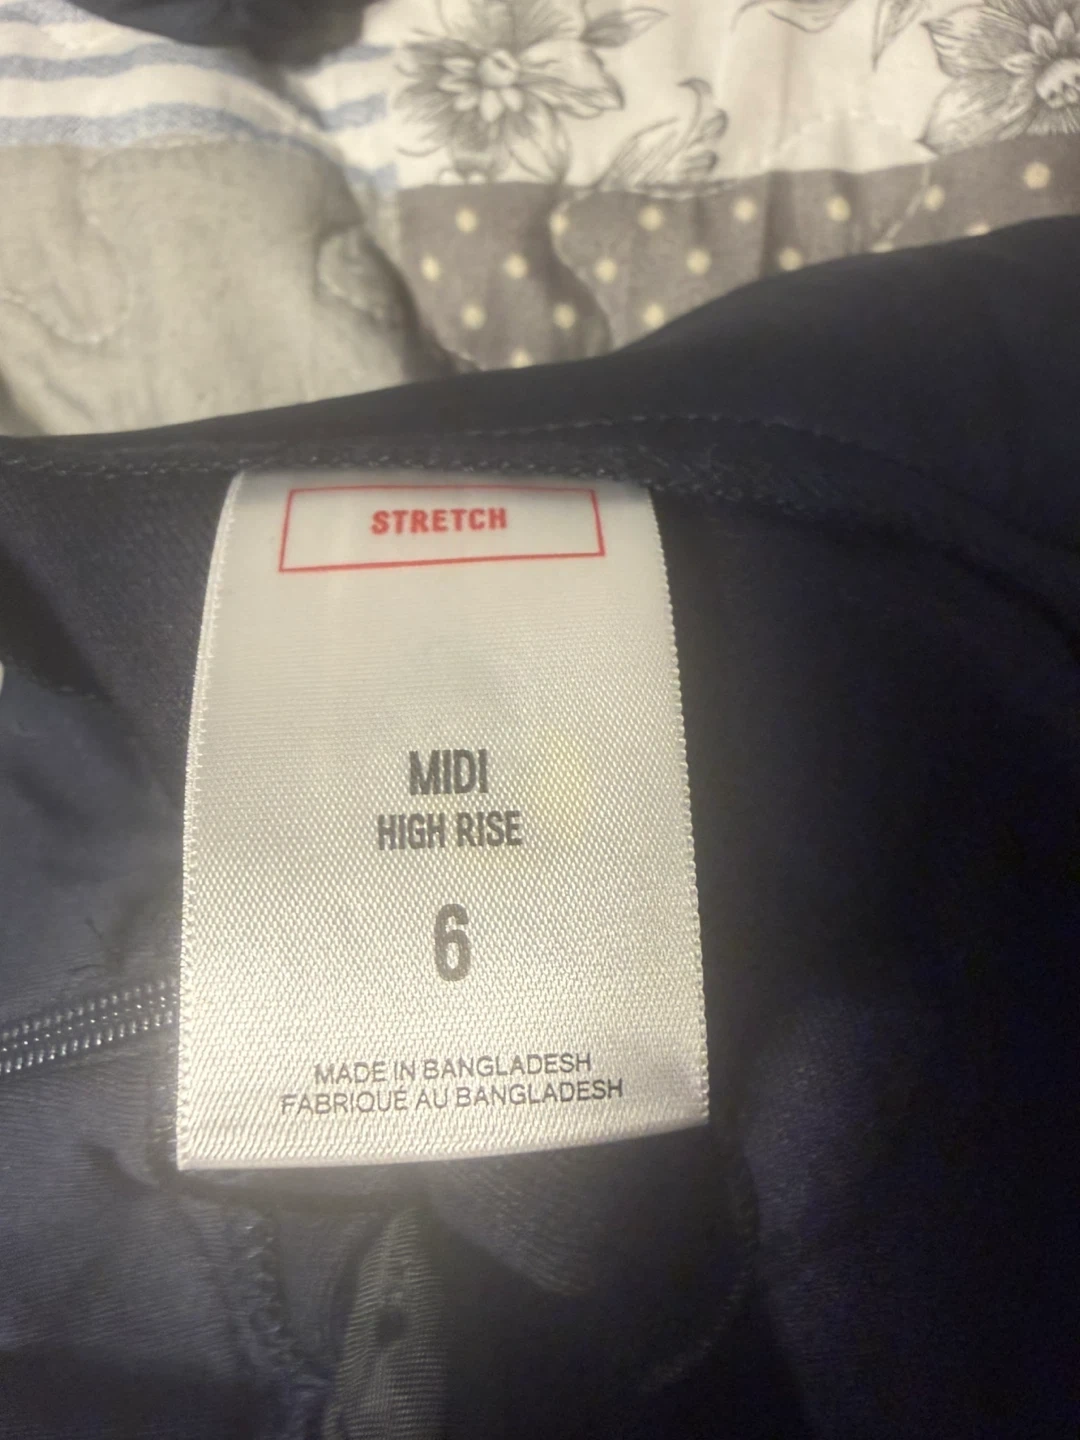 STRETCH
MIDI
HIGH RISE
6
MADE IN BANGLADESH
FABRIQUÉ AU BANGLADESH